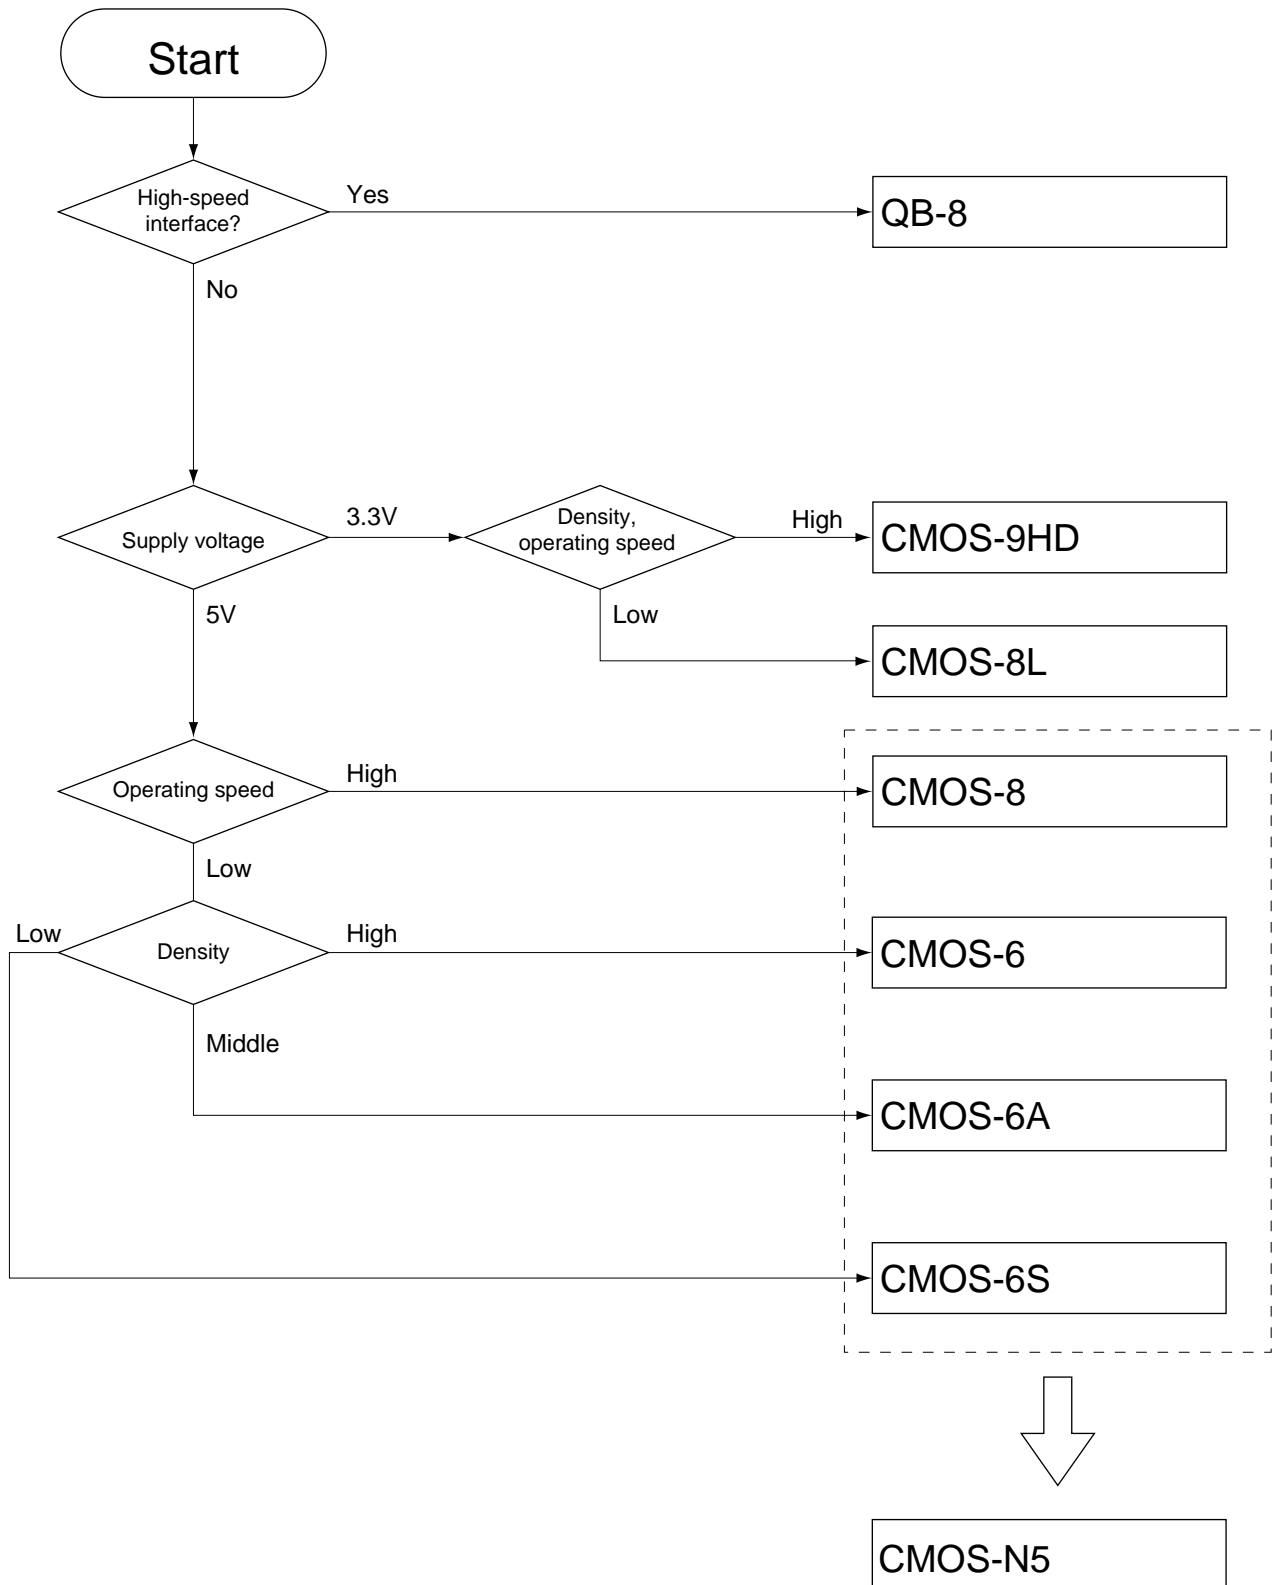 Start
High-speed
interface?
Yes
QB-8
No
Supply voltage
3.3V
Density,
operating speed
High
CMOS-9HD
5V
Low
CMOS-8L
Operating speed
High
CMOS-8
Low
Low
Density
High
CMOS-6
Middle
CMOS-6A
CMOS-6S
CMOS-N5